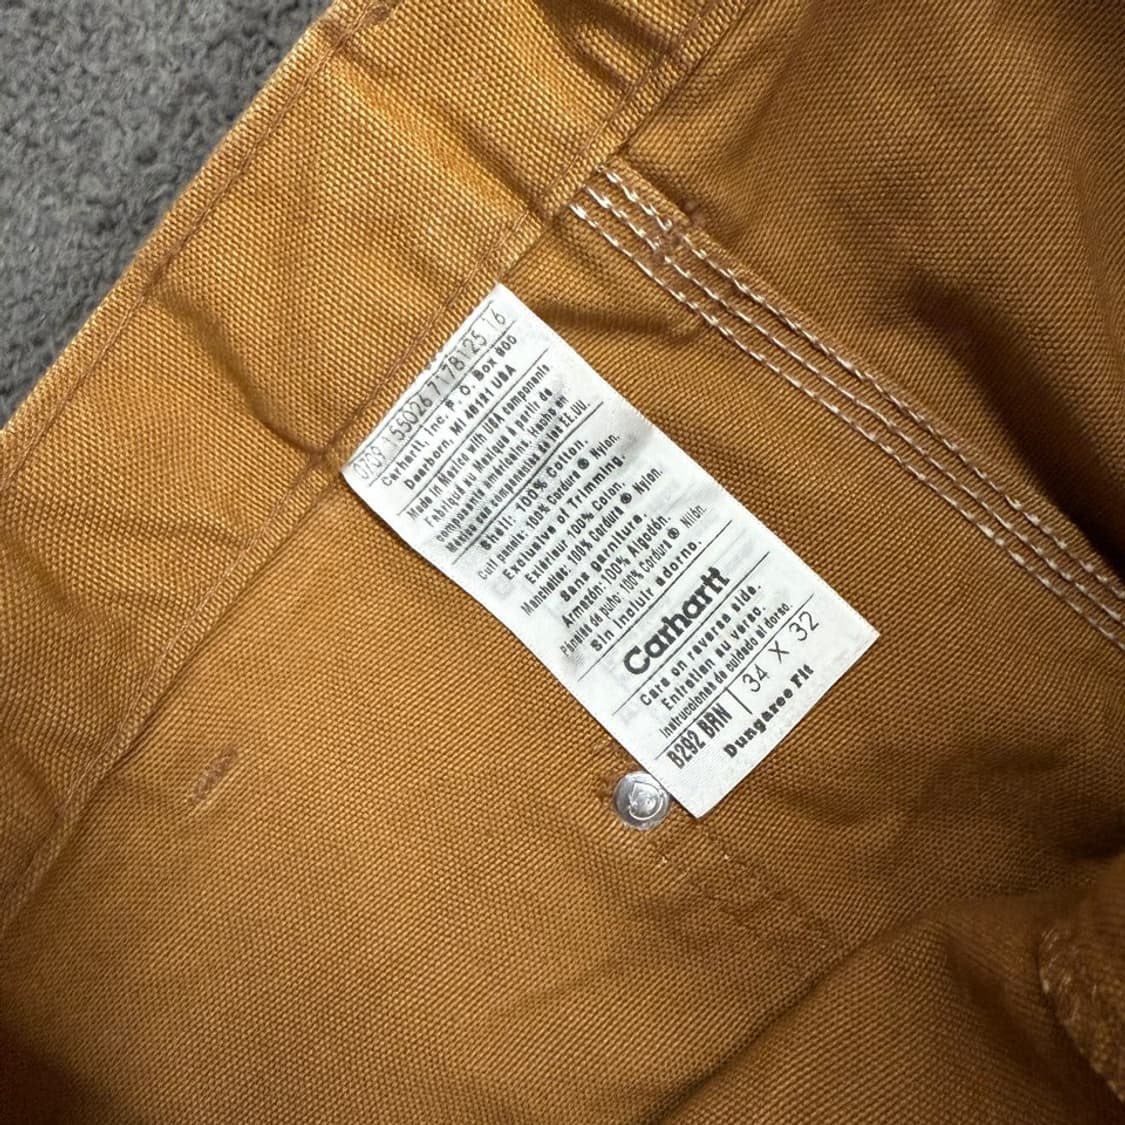 0709 155026 7178125 16
Carhartt, Inc. P. O. Box 600
Dearborn, MI 48121 USA
Made in Mexico with USA components
Fabriqué au Mexique à partir de
composants américains. Hecho en
México con componentes de los EE.UU.
Shell: 100% Cotton.
Cuff panels: 100% Cordura ® Nylon.
Exclusive of Trimming.
Extérieur 100% Coton.
Manchettes: 100% Cordura ® Nylon.
Sans garniture.
Armazón: 100% Algodón.
Páneles de puño: 100% Cordura ® Nilón.
Sin incluir adorno.
Carhartt
Care on reverse side.
Entretien au verso.
Instrucciones de cuidado al dorso.
B292 BRN | 34 X 32
Dungaree Fit